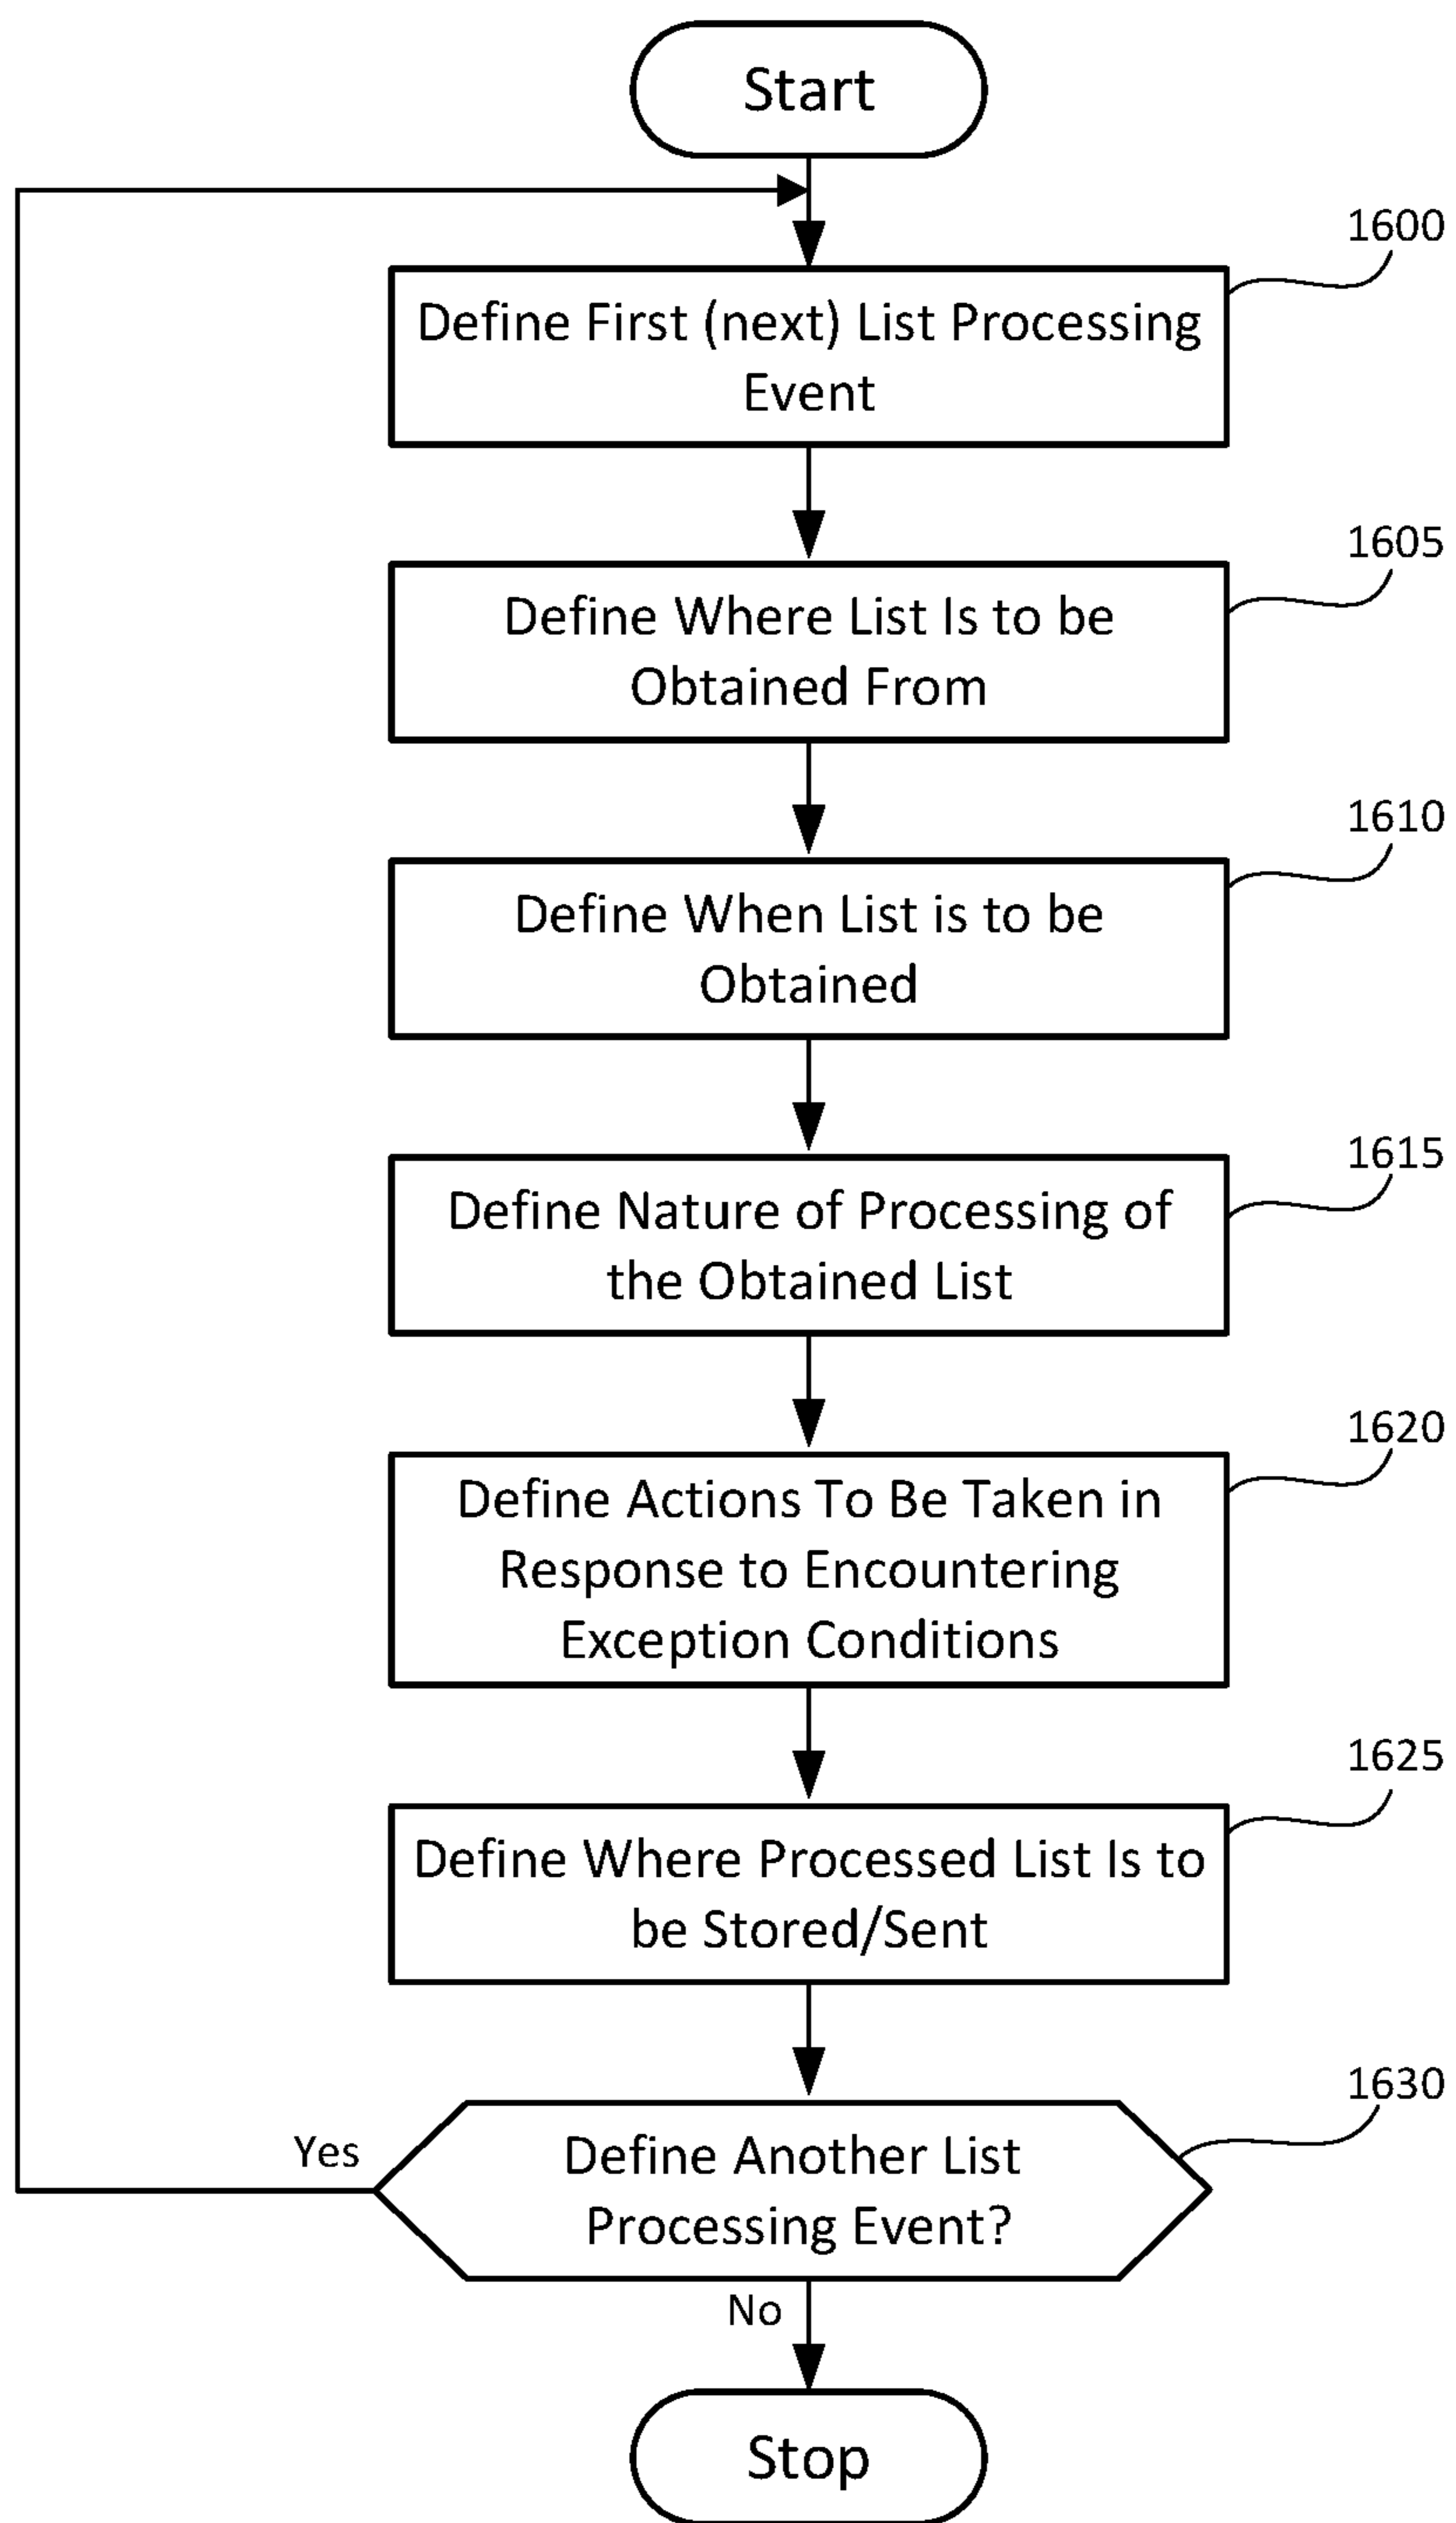 Start
1600
Define First (next) List Processing
Event
1605
Define Where List Is to be
Obtained From
1610
Define When List is to be
Obtained
1615
Define Nature of Processing of
the Obtained List
1620
Define Actions To Be Taken in
Response to Encountering
Exception Conditions
1625
Define Where Processed List Is to
be Stored/Sent
1630
Yes
Define Another List
Processing Event?
No
Stop